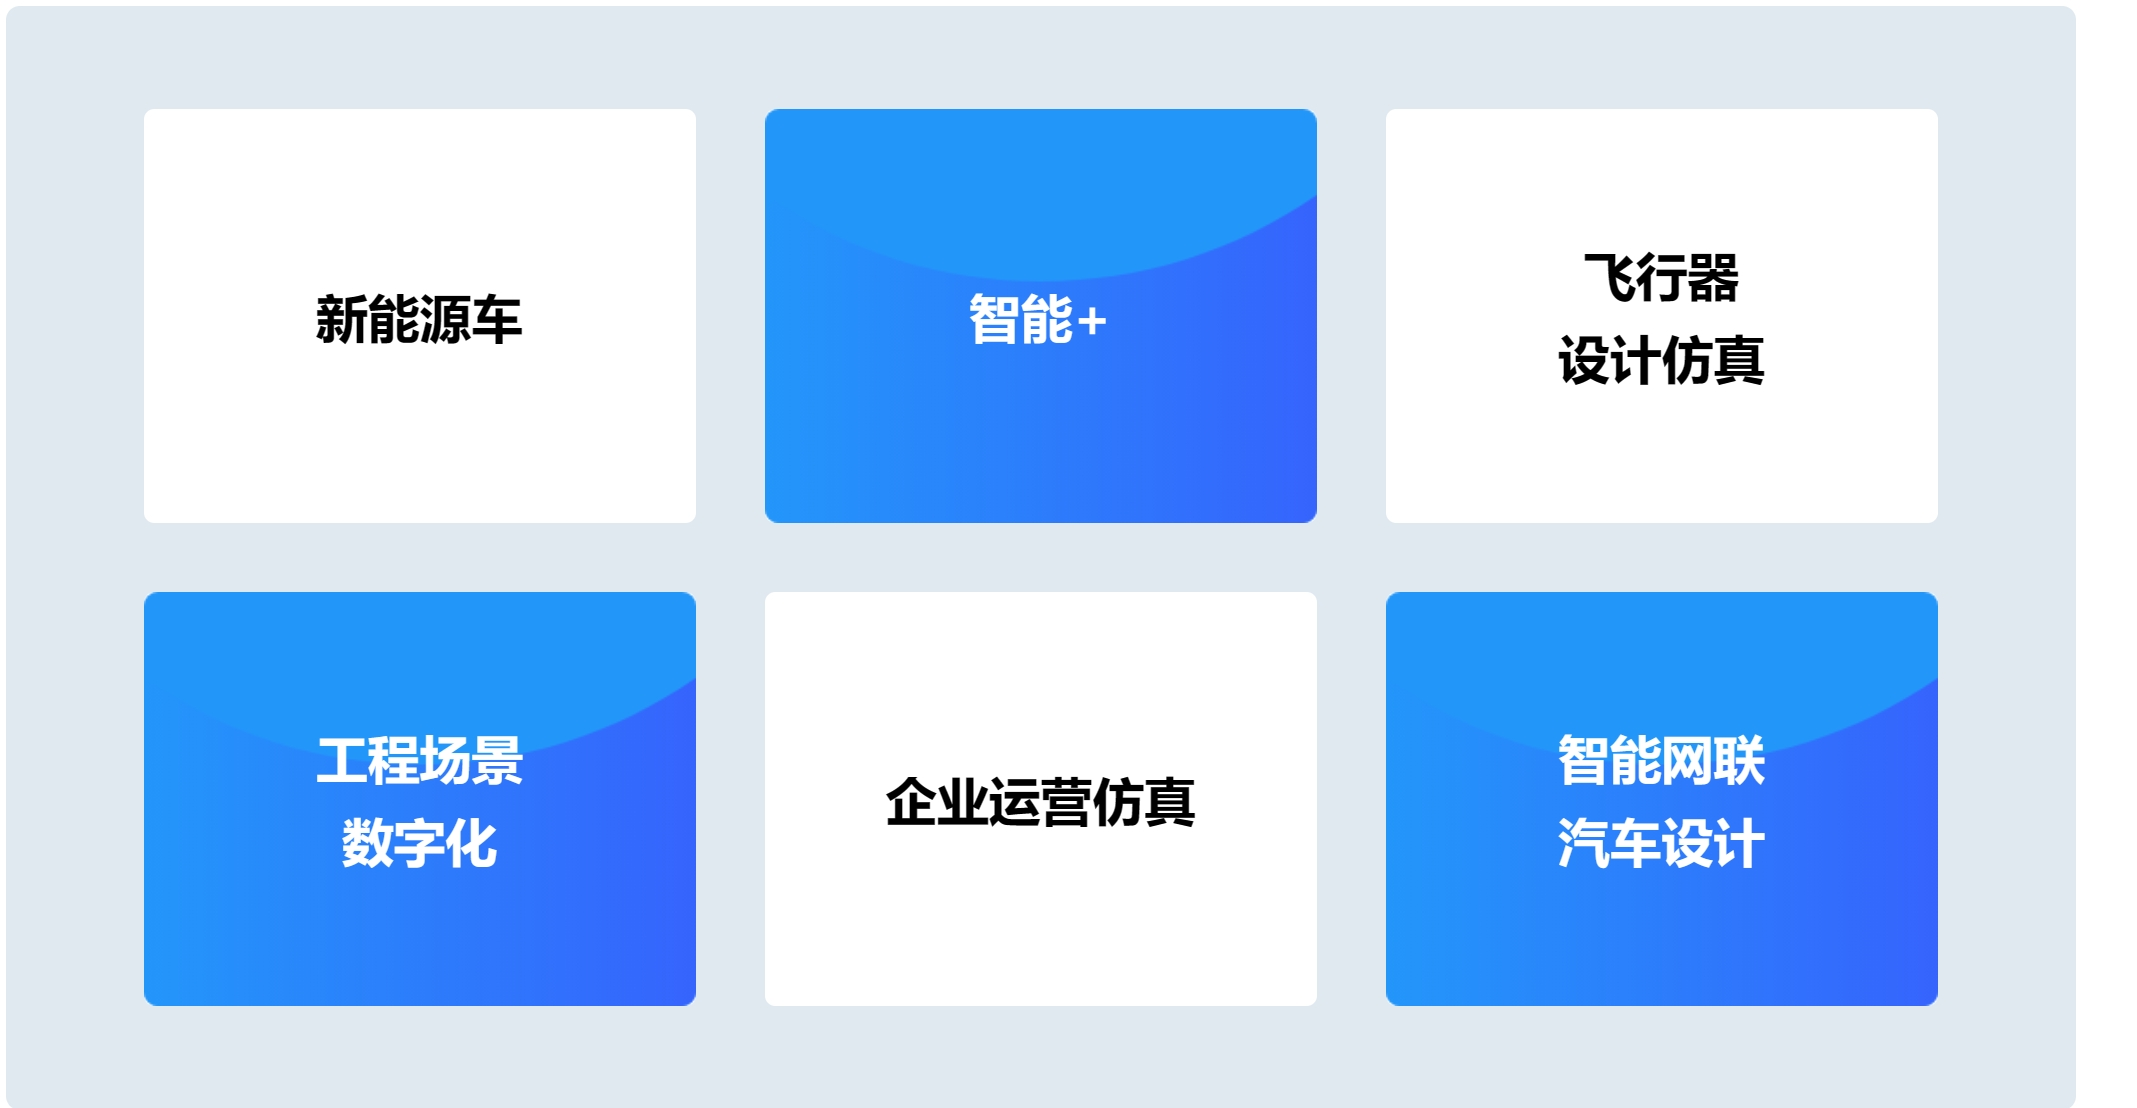 新能源车
智能+
飞行器
设计仿真
工程场景
数字化
企业运营仿真
智能网联
汽车设计